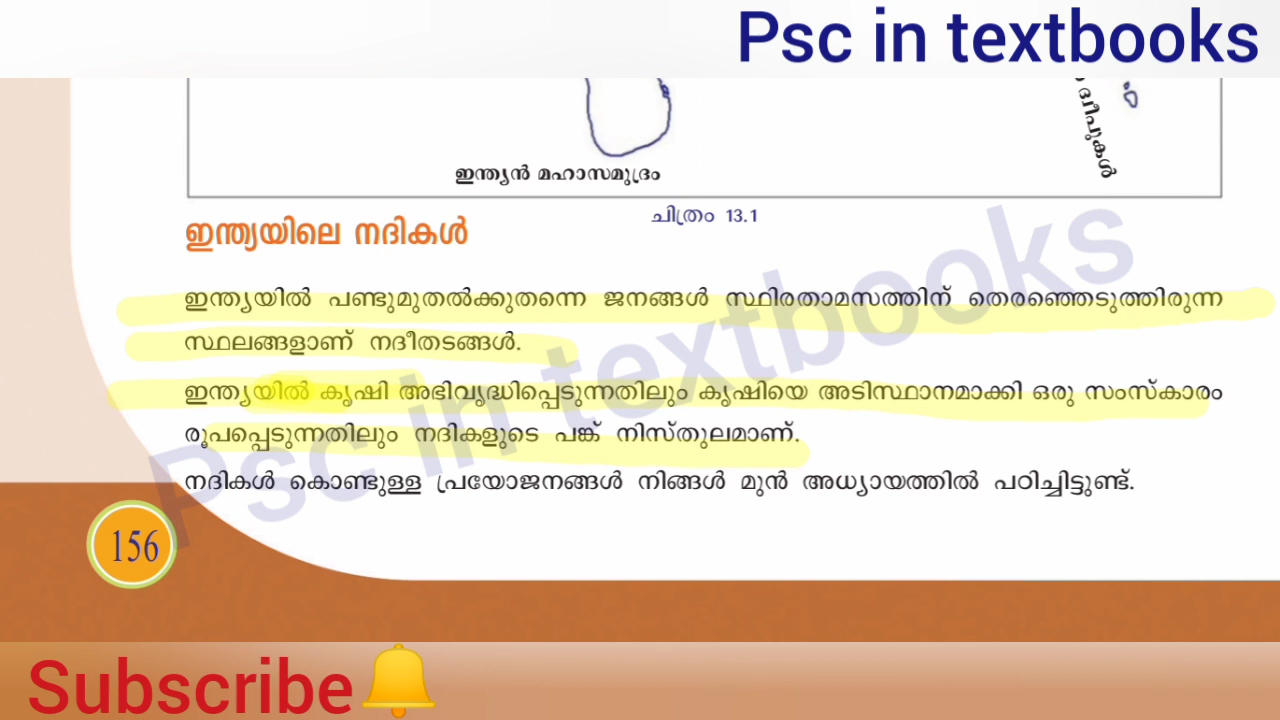 Psc in textbooks
ദ്വീപുകൾ
ഇന്ത്യൻ മഹാസമുദ്രം
ചിത്രം 13.1
ഇന്ത്യയിലെ നദികൾ
ഇന്ത്യയിൽ പണ്ടുമുതൽക്കുതന്നെ ജനങ്ങൾ സ്ഥിരതാമസത്തിന് തെരഞ്ഞെടുത്തിരുന്ന
സ്ഥലങ്ങളാണ് നദീതടങ്ങൾ.
ഇന്ത്യയിൽ കൃഷി അഭിവൃദ്ധിപ്പെടുന്നതിലും കൃഷിയെ അടിസ്ഥാനമാക്കി ഒരു സംസ്കാരം
രൂപപ്പെടുന്നതിലും നദികളുടെ പങ്ക് നിസ്തുലമാണ്.
നദികൾ കൊണ്ടുള്ള പ്രയോജനങ്ങൾ നിങ്ങൾ മുൻ അധ്യായത്തിൽ പഠിച്ചിട്ടുണ്ട്.
Psc in textbooks
156
Subscribe